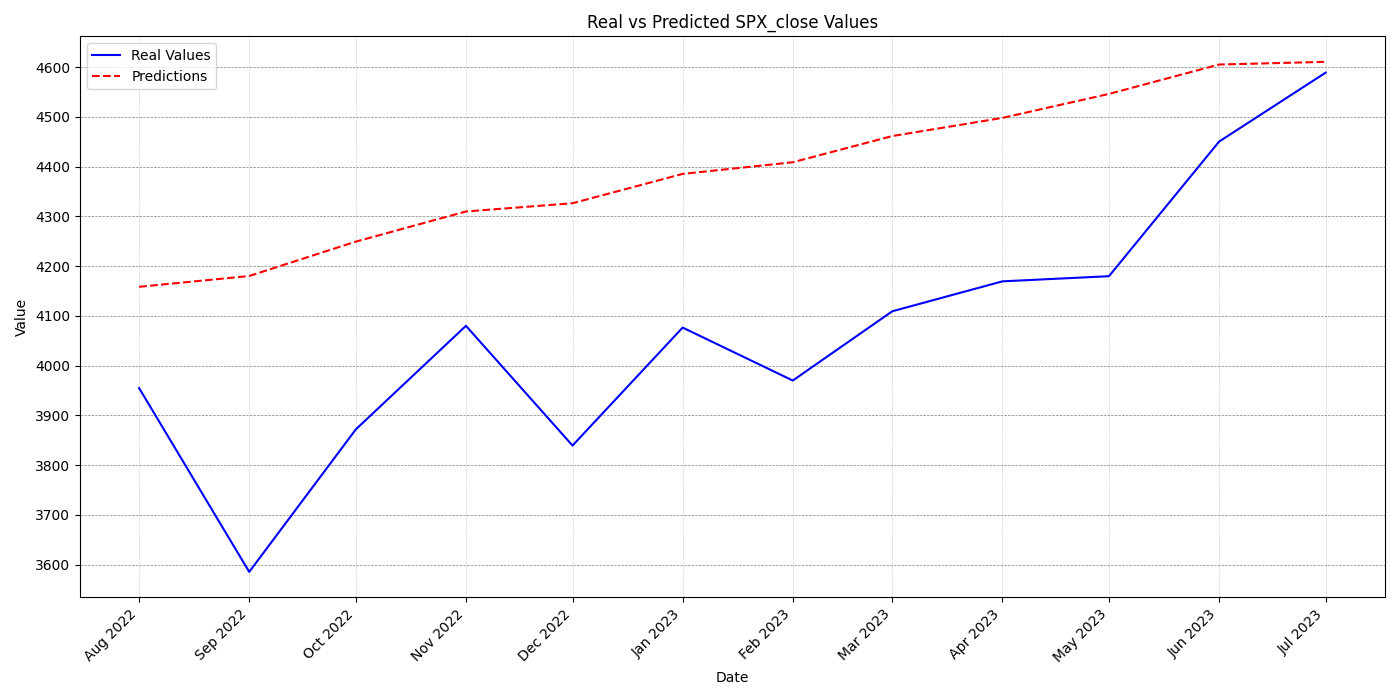 Real vs Predicted SPX_close Values
Real Values
Predictions
4600
4500
4400
4300
4200
4100
4000
3900
3800
3700
3600
Value
Aug 2022
Sep 2022
Oct 2022
Nov 2022
Dec 2022
Jan 2023
Feb 2023
Mar 2023
Apr 2023
May 2023
Jun 2023
Jul 2023
Date